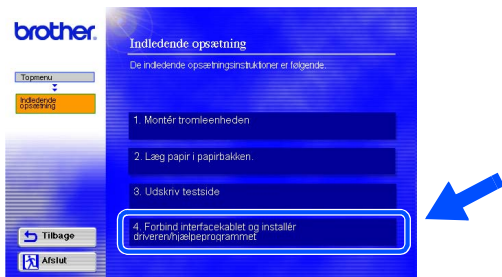 brother.
Indledende opsætning
De indledende opsætningsinstruktioner er følgende.
Topmenu
Indledende
opsætning
1. Montér tromleenheden
2. Læg papir i papirbakken.
3. Udskriv testside
4. Forbind interfacekablet og installér
driveren/hjælpeprogrammet
Tilbage
Afslut